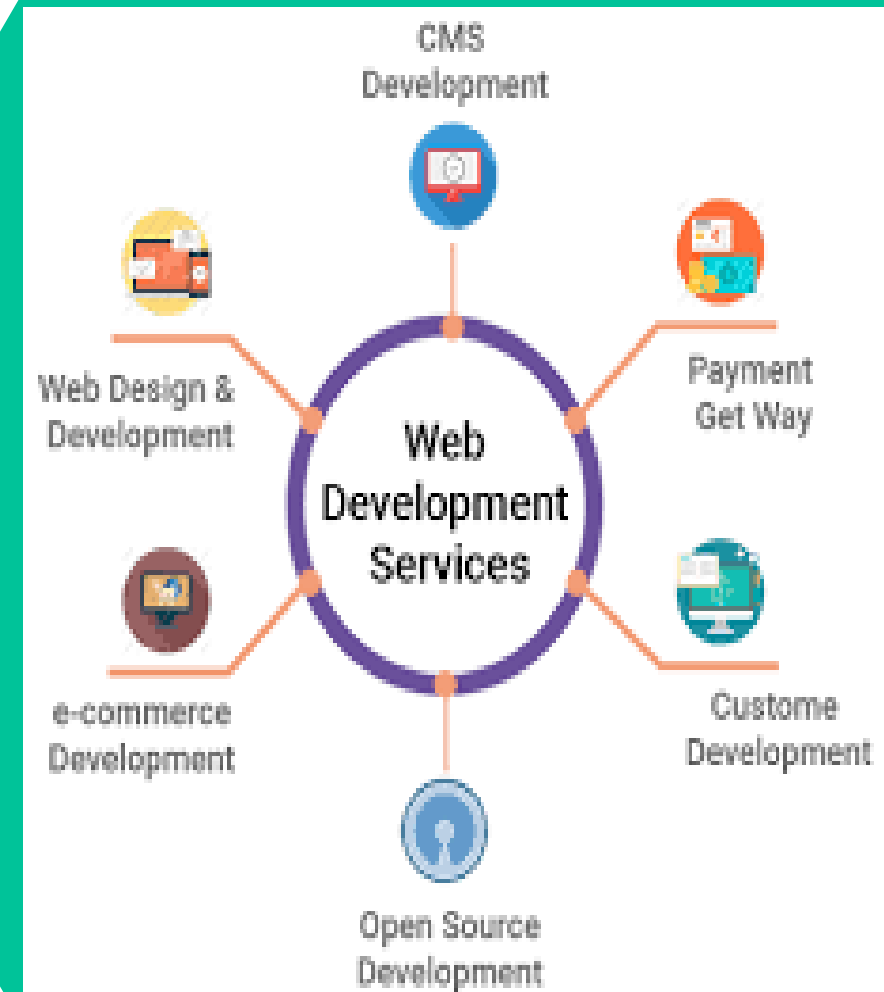 CMS
Development
Web Design &
Development
Payment
Get Way
Web
Development
Services
e-commerce
Development
Custome
Development
Open Source
Development